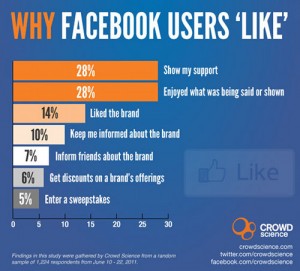 WHY FACEBOOK USERS 'LIKE'
28% Show my support
28% Enjoyed what was being said or shown
14% Liked the brand
10% Keep me informed about the brand
7% Inform friends about the brand
6% Get discounts on a brand's offerings
5% Enter a sweepstakes
Like
0 5 10 15 20 25 30
CROWD
science
crowdscience.com
twitter.com/crowdscience
facebook.com/crowdscience
Findings in this study were gathered by Crowd Science from a random
sample of 1,224 respondents from June 10 - 22, 2011.